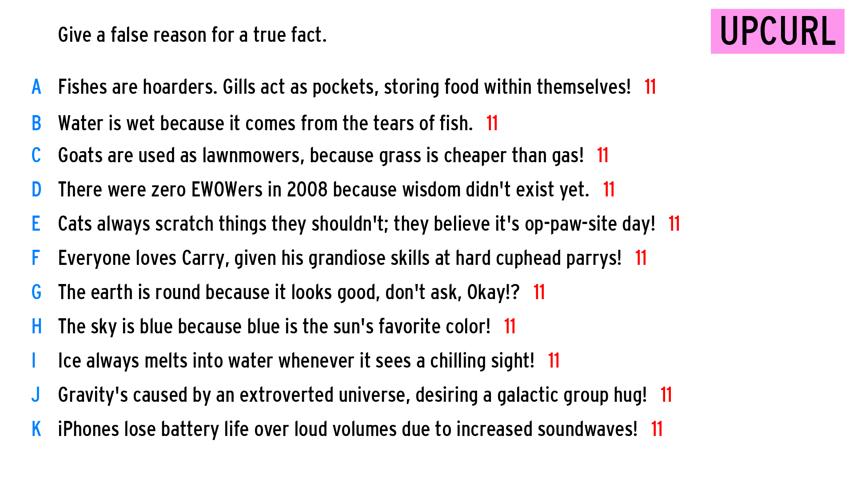 Give a false reason for a true fact.
UPCURL
A Fishes are hoarders. Gills act as pockets, storing food within themselves! 11
B Water is wet because it comes from the tears of fish. 11
C Goats are used as lawnmowers, because grass is cheaper than gas! 11
D There were zero EWOWers in 2008 because wisdom didn't exist yet. 11
E Cats always scratch things they shouldn't; they believe it's op-paw-site day! 11
F Everyone loves Carry, given his grandiose skills at hard cuphead parrys! 11
G The earth is round because it looks good, don't ask, Okay!? 11
H The sky is blue because blue is the sun's favorite color! 11
I Ice always melts into water whenever it sees a chilling sight! 11
J Gravity's caused by an extroverted universe, desiring a galactic group hug! 11
K iPhones lose battery life over loud volumes due to increased soundwaves! 11